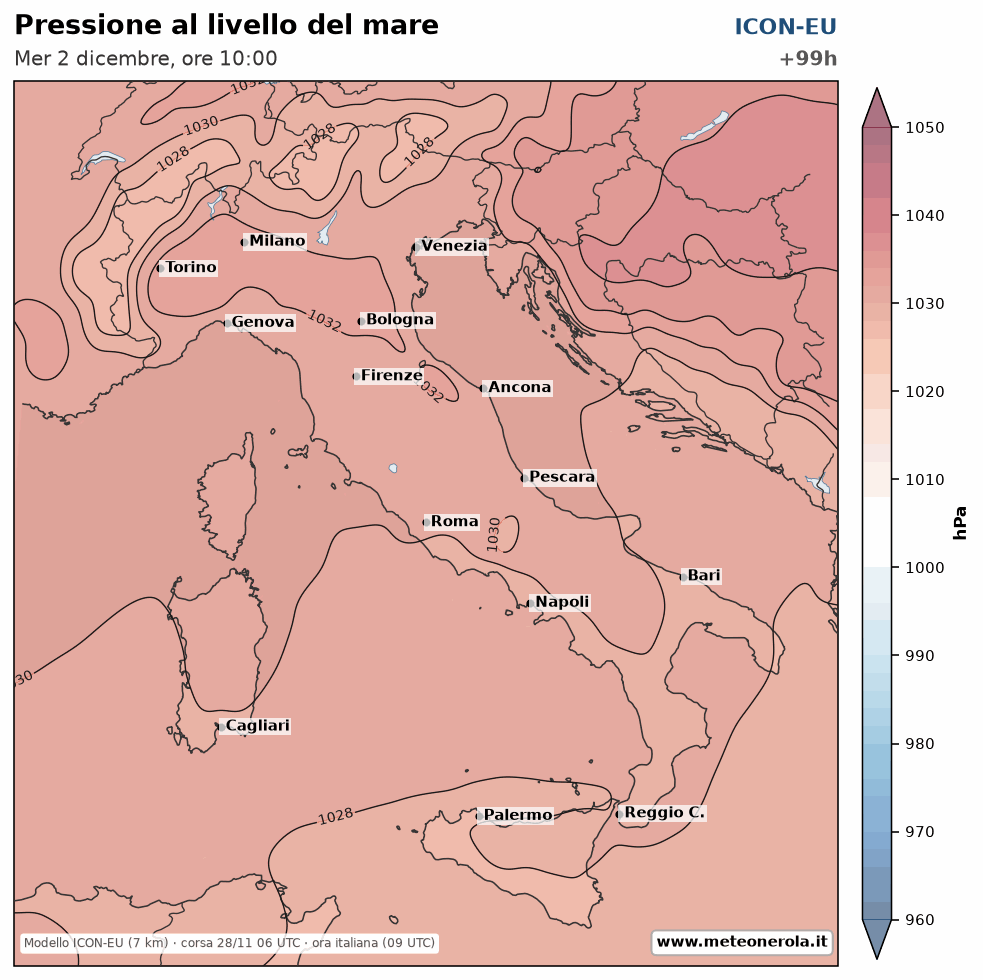 Pressione al livello del mare
ICON-EU
Mer 2 dicembre, ore 10:00
+99h
1030
1028
1028
1028
Milano
Venezia
Torino
Genova
1032
Bologna
Firenze
1032
Ancona
Pescara
Roma
1030
Bari
Napoli
30
Cagliari
1028
Palermo
Reggio C.
Modello ICON-EU (7 km) · corsa 28/11 06 UTC · ora italiana (09 UTC)
www.meteonerola.it
1050
1040
1030
1020
1010
1000
990
980
970
960
hPa